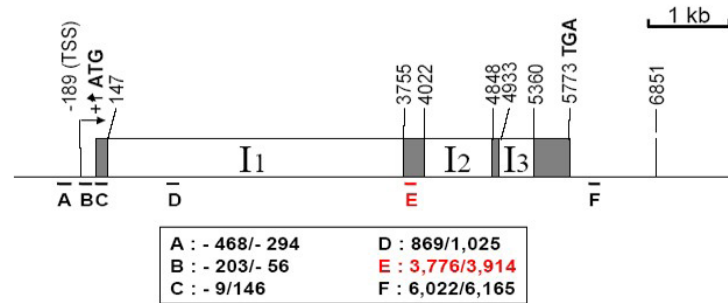 1 kb
-189 (TSS)
+1 ATG
147
3755
4022
4848
4933
5360
5773 TGA
6851
I1
I2
I3
A
B
C
D
E
F
A : - 468/- 294
D : 869/1,025
B : - 203/- 56
E : 3,776/3,914
C : - 9/146
F : 6,022/6,165